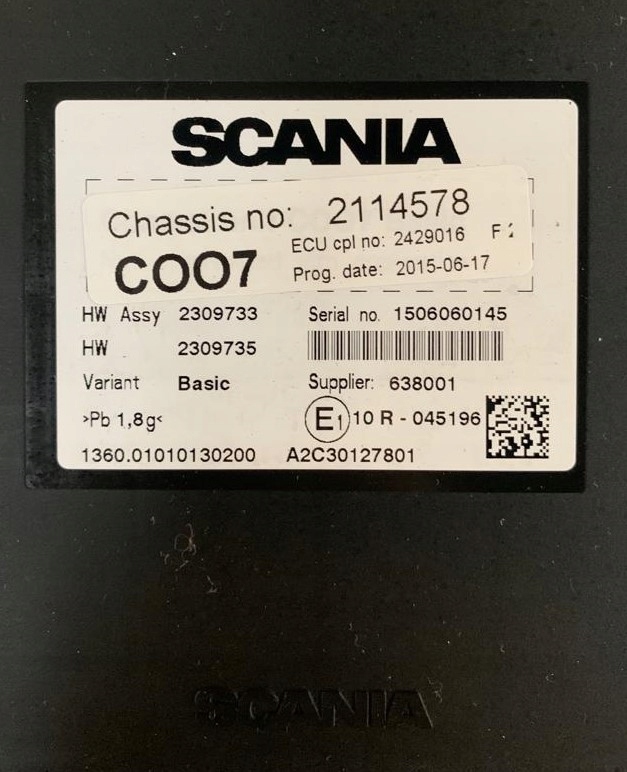 SCANIA
Chassis no: 2114578
COO7 ECU cpl no: 2429016 F
Prog. date: 2015-06-17
HW Assy 2309733 Serial no. 1506060145
HW 2309735
Variant Basic Supplier: 638001
>Pb 1,8g< E1 10 R - 045196
1360.01010130200 A2C30127801
SCANIA